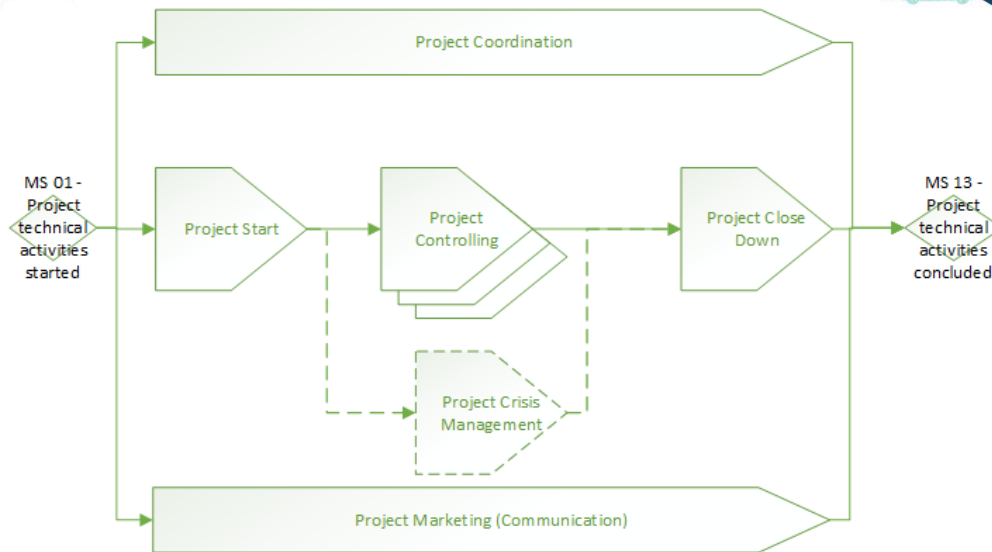 Project Coordination
MS 01 -
Project
technical
activities
started
Project Start
Project
Controlling
Project Close
Down
MS 13 -
Project
technical
activities
concluded
Project Crisis
Management
Project Marketing (Communication)